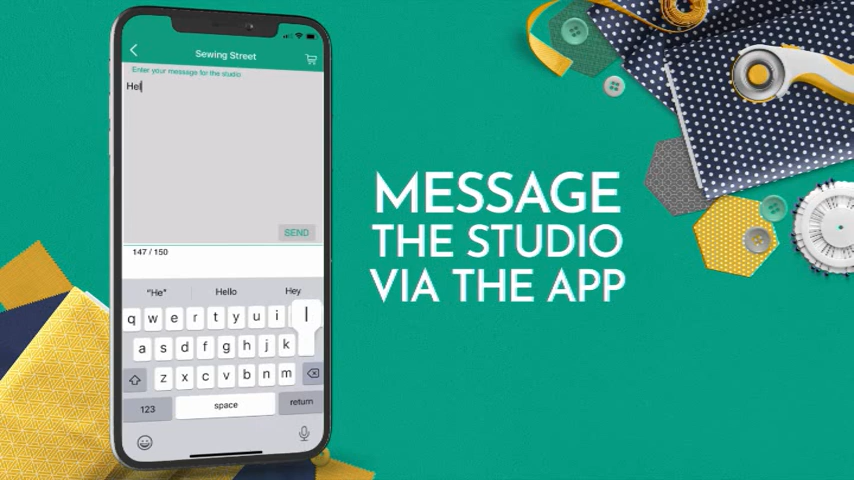 Sewing Street
Enter your message for the studio
Hel
SEND
147 / 150
"He" Hello Hey
q w e r t y u i l
a s d f g h j k
z x c v b n m
123 space return
MESSAGE
THE STUDIO
VIA THE APP